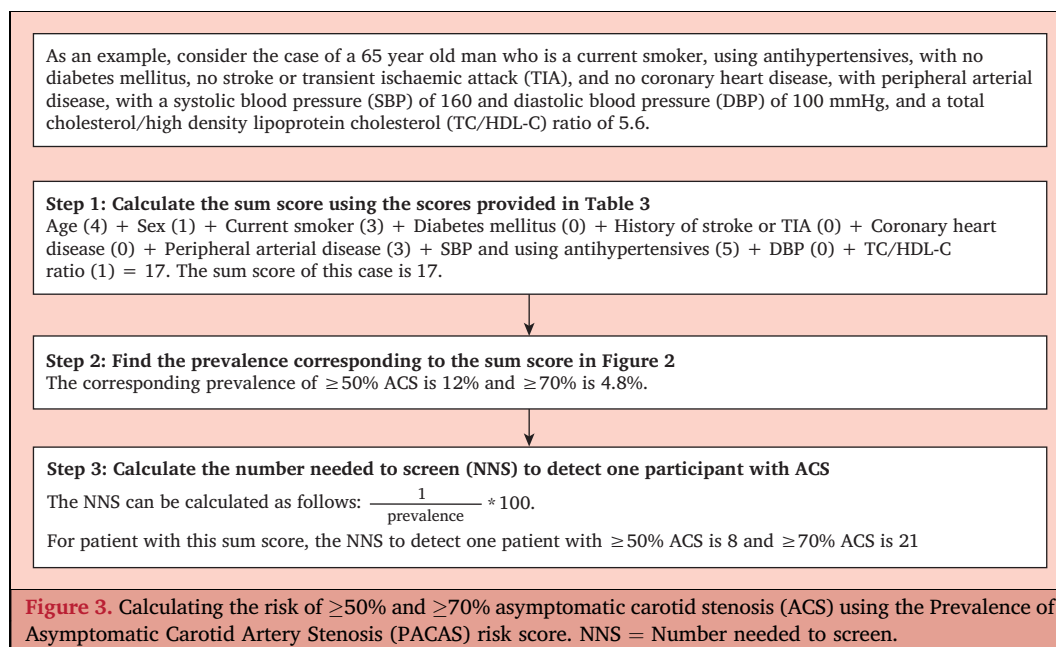 As an example, consider the case of a 65 year old man who is a current smoker, using antihypertensives, with no
diabetes mellitus, no stroke or transient ischaemic attack (TIA), and no coronary heart disease, with peripheral arterial
disease, with a systolic blood pressure (SBP) of 160 and diastolic blood pressure (DBP) of 100 mmHg, and a total
cholesterol/high density lipoprotein cholesterol (TC/HDL-C) ratio of 5.6.
Step 1: Calculate the sum score using the scores provided in Table 3
Age (4) + Sex (1) + Current smoker (3) + Diabetes mellitus (0) + History of stroke or TIA (0) + Coronary heart
disease (0) + Peripheral arterial disease (3) + SBP and using antihypertensives (5) + DBP (0) + TC/HDL-C
ratio (1) = 17. The sum score of this case is 17.
Step 2: Find the prevalence corresponding to the sum score in Figure 2
The corresponding prevalence of ≥50% ACS is 12% and ≥70% is 4.8%.
Step 3: Calculate the number needed to screen (NNS) to detect one participant with ACS
The NNS can be calculated as follows: 1 / prevalence * 100.
For patient with this sum score, the NNS to detect one patient with ≥50% ACS is 8 and ≥70% ACS is 21
Figure 3. Calculating the risk of ≥50% and ≥70% asymptomatic carotid stenosis (ACS) using the Prevalence of
Asymptomatic Carotid Artery Stenosis (PACAS) risk score. NNS = Number needed to screen.